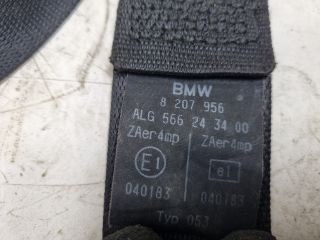 BMW
8 207 956
ALG 566 24 34 00
ZAer4mp ZAer4mp
E1 e1
040183 040183
Typ 053